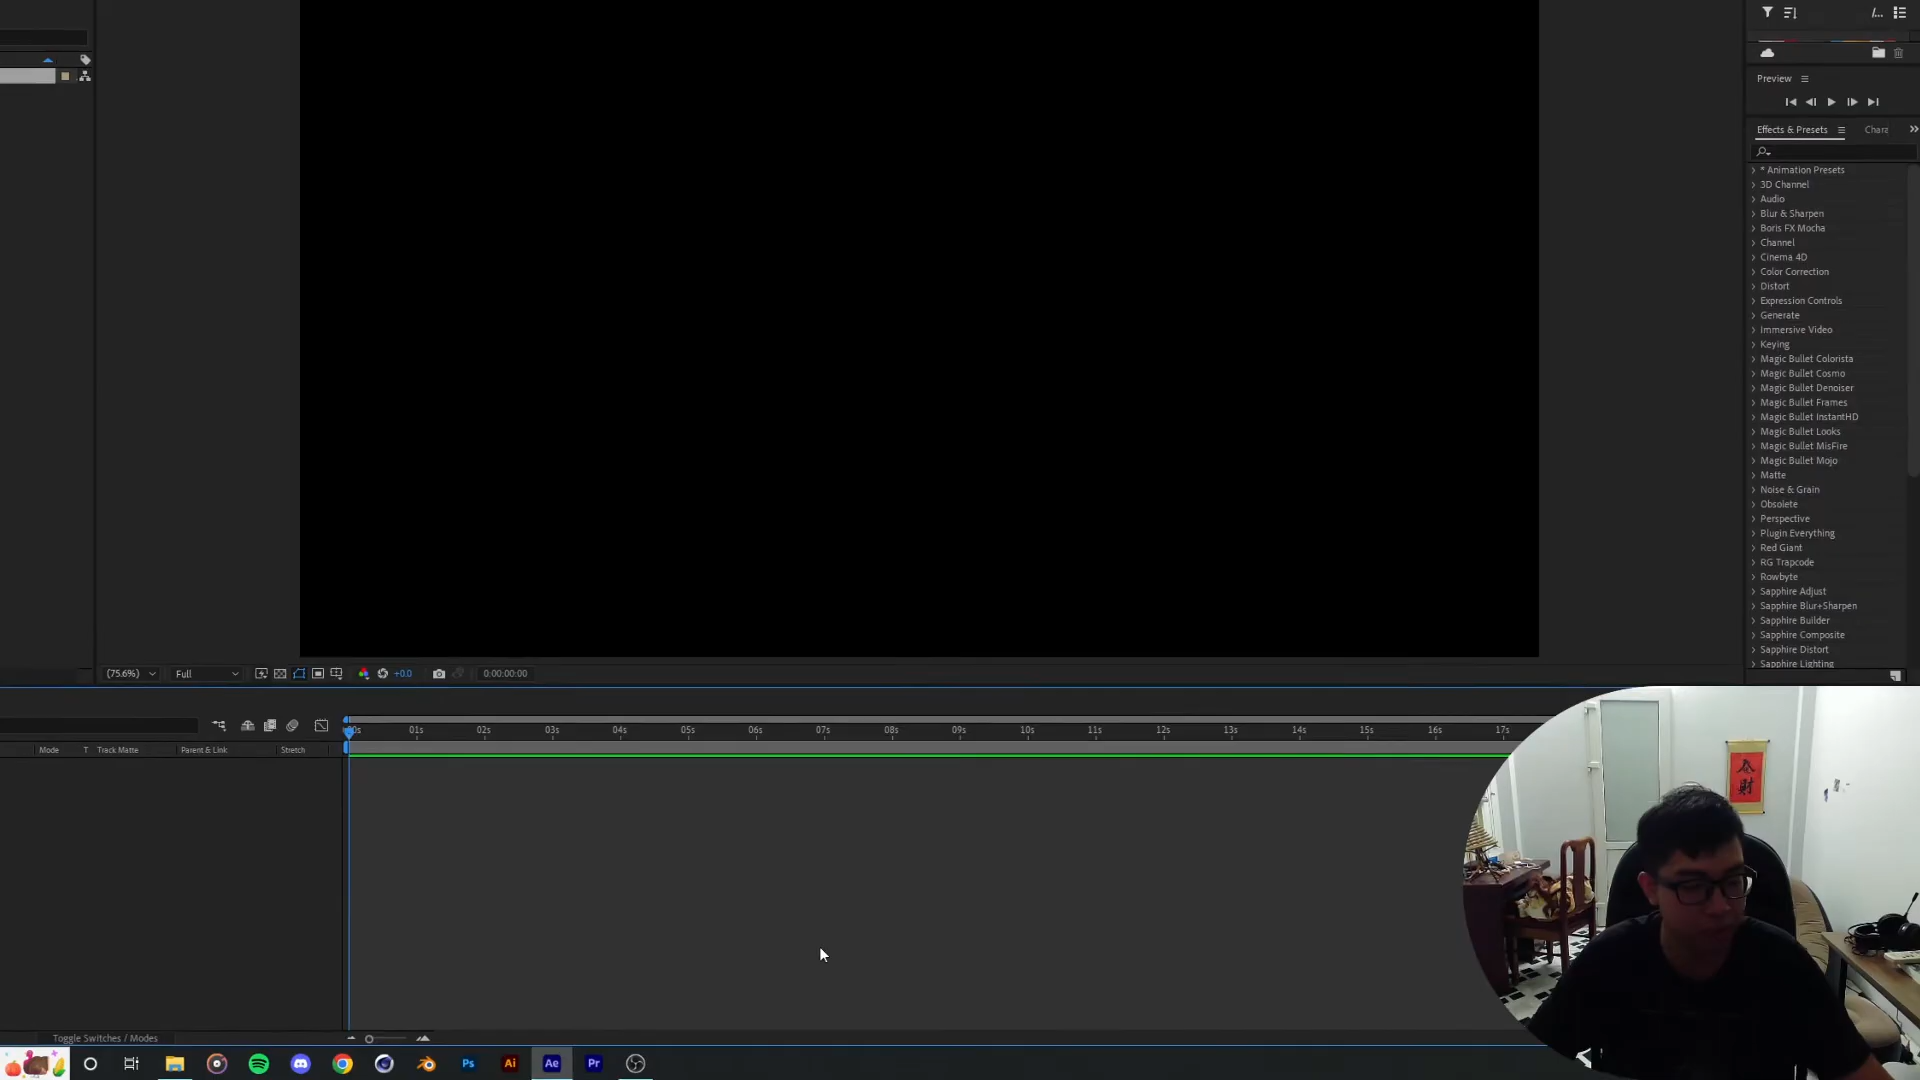 /...
Preview
Effects & Presets
Chara
* Animation Presets
3D Channel
Audio
Blur & Sharpen
Boris FX Mocha
Channel
Cinema 4D
Color Correction
Distort
Expression Controls
Generate
Immersive Video
Keying
Magic Bullet Colorista
Magic Bullet Cosmo
Magic Bullet Denoiser
Magic Bullet Frames
Magic Bullet InstantHD
Magic Bullet Looks
Magic Bullet MisFire
Magic Bullet Mojo
Matte
Noise & Grain
Obsolete
Perspective
Plugin Everything
Red Giant
RG Trapcode
Rowbyte
Sapphire Adjust
Sapphire Blur+Sharpen
Sapphire Builder
Sapphire Composite
Sapphire Distort
Sapphire Lighting
(75.6%) Full +0.0 0:00:00:00
01s 02s 03s 04s 05s 06s 07s 08s 09s 10s 11s 12s 13s 14s 15s 16s 17s
Mode T Track Matte Parent & Link Stretch
財
Toggle Switches / Modes
Ps Ai Ae Pr